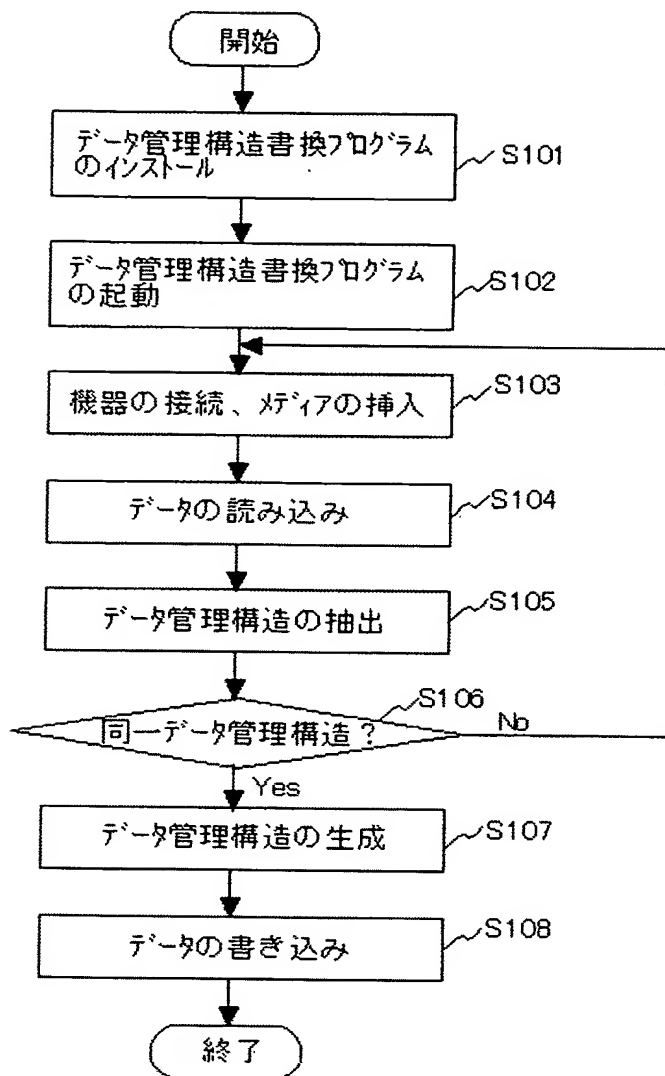 開始
データ管理構造書換プログラム
のインストール
S101
データ管理構造書換プログラム
の起動
S102
機器の接続、メディアの挿入
S103
データの読み込み
S104
データ管理構造の抽出
S105
同一データ管理構造？
S106
No
Yes
データ管理構造の生成
S107
データの書き込み
S108
終了